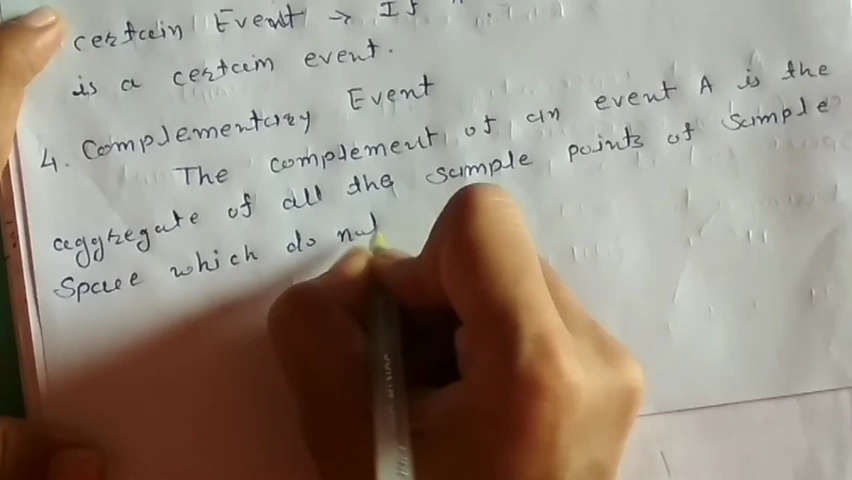 certain Event → If
is a certain event.
4. Complementary Event
The complement of an event A is the
aggregate of all the sample points of sample
space which do not